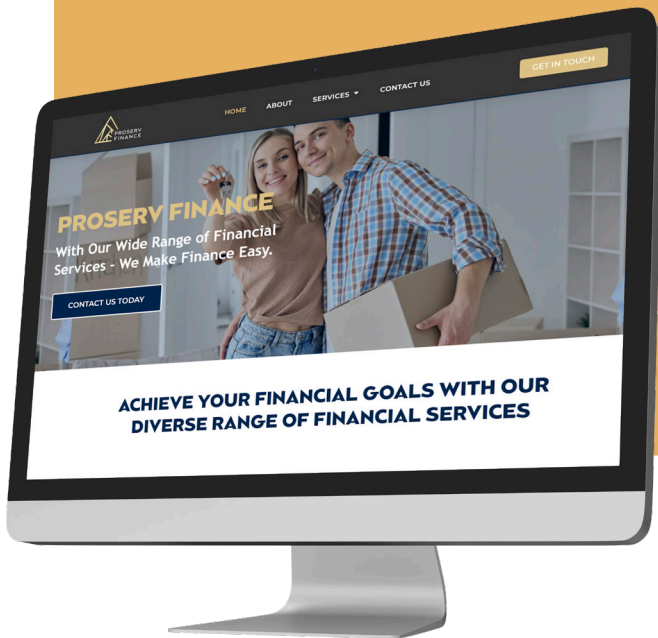 PROSERV
FINANCE
HOME
ABOUT
SERVICES
CONTACT US
GET IN TOUCH
PROSERV FINANCE
With Our Wide Range of Financial
Services - We Make Finance Easy.
CONTACT US TODAY
ACHIEVE YOUR FINANCIAL GOALS WITH OUR
DIVERSE RANGE OF FINANCIAL SERVICES